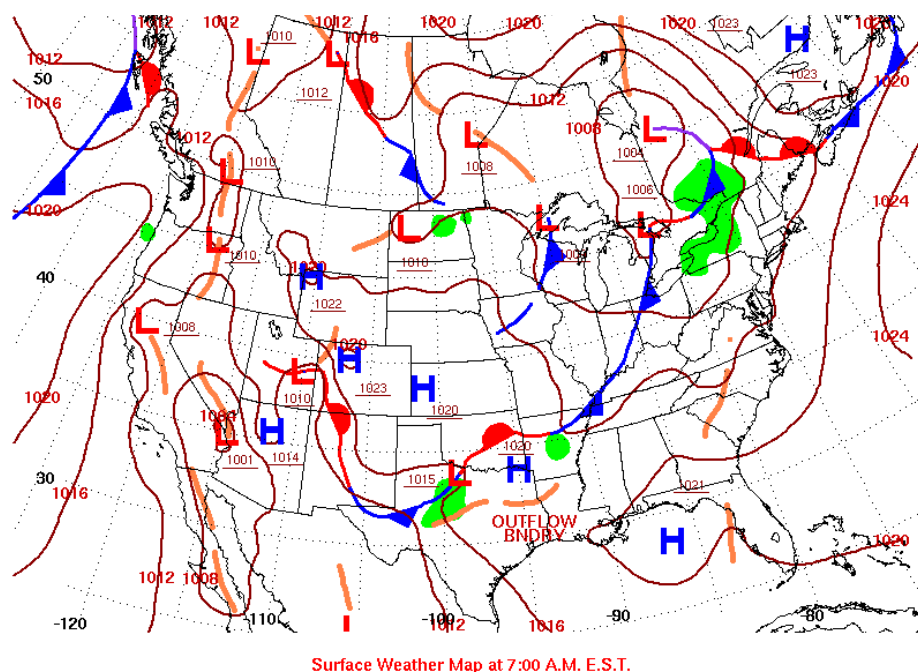 1012 1012 1012 1020 1020 1020 1023 1020
L 1010 L 1016 H
1012
50
1016
1012 1012 1023 1020
1008 L
1012 L 1004
L 1010 1008
1006
1020 L 1024
L 1010 L 1018 L 1009
40 1020 H
1022
L 1008 1020 H 1024
1020 L 1010 1023 H 1020
1004 H L 1020
30 L 1001 1014 1015 L H
1016 1021
OUTFLOW
BNDRY
H
1020
1012 1008
-120 -110 L -100 1012 1016 -90 -80
Surface Weather Map at 7:00 A.M. E.S.T.